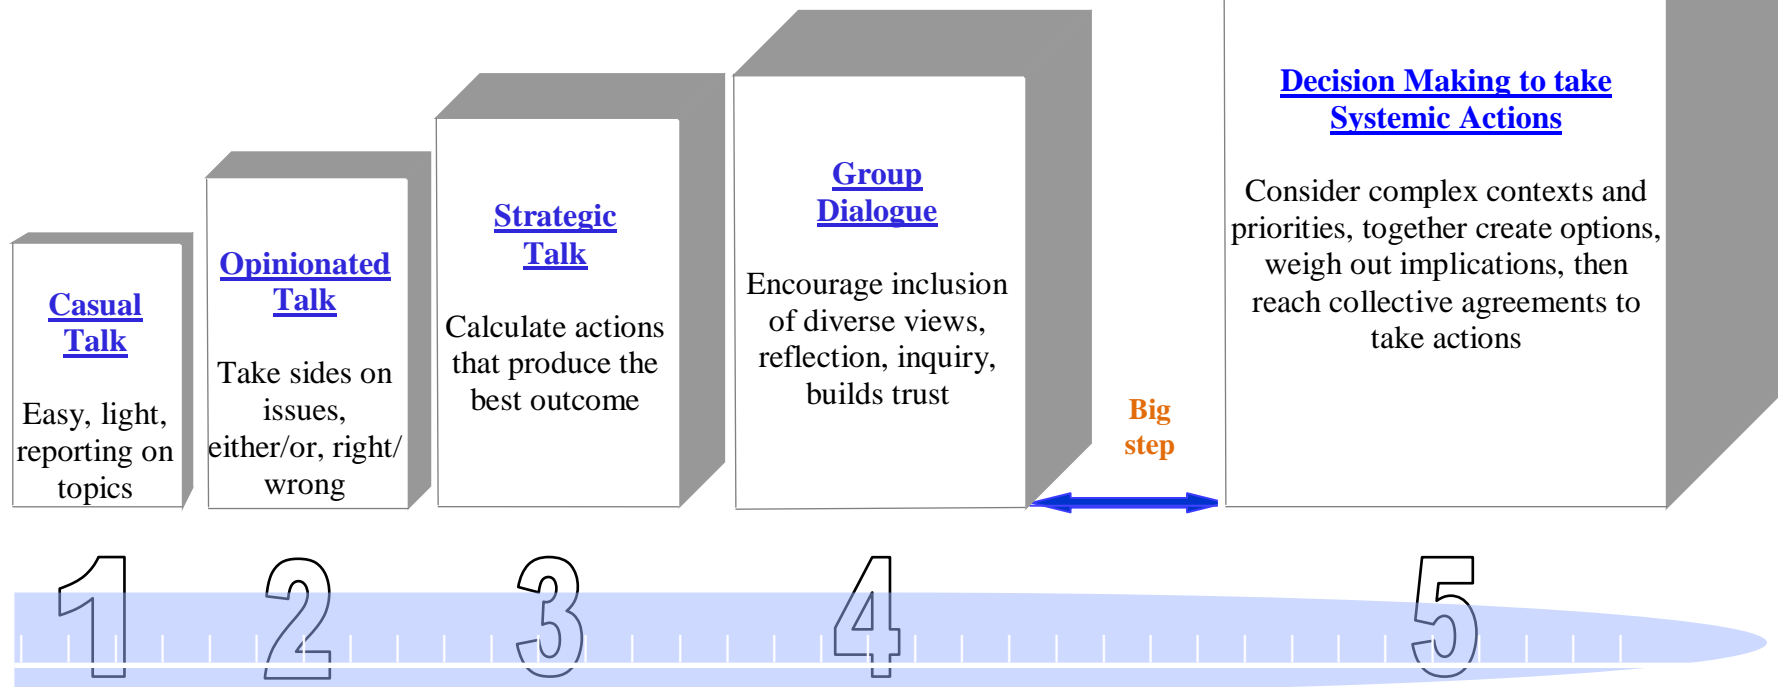 Casual
Talk
Easy, light,
reporting on
topics
Opinionated
Talk
Take sides on
issues,
either/or, right/
wrong
Strategic
Talk
Calculate actions
that produce the
best outcome
Group
Dialogue
Encourage inclusion
of diverse views,
reflection, inquiry,
builds trust
Big
step
Decision Making to take
Systemic Actions
Consider complex contexts and
priorities, together create options,
weigh out implications, then
reach collective agreements to
take actions
1 2 3 4 5